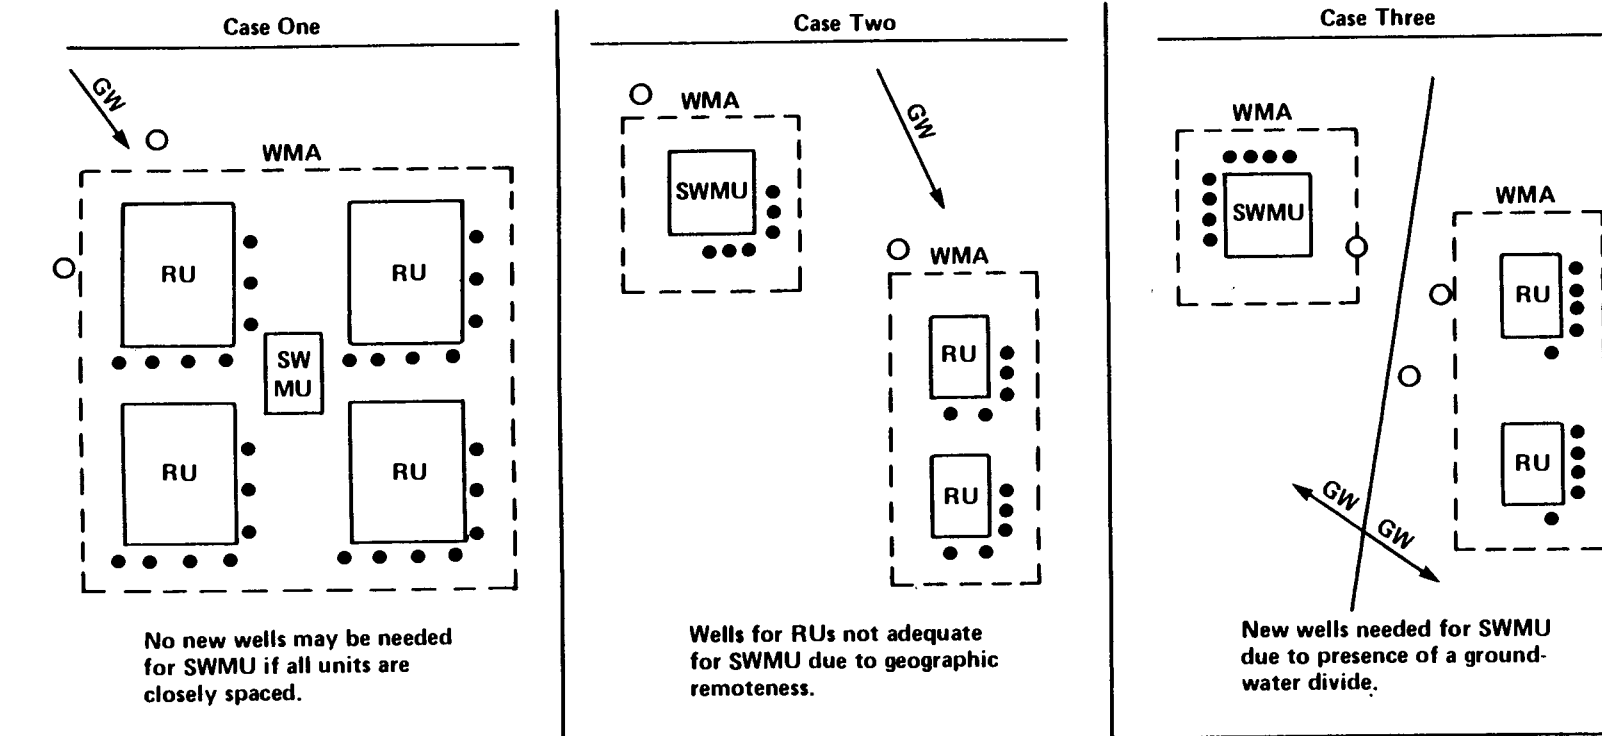 Case One
GW
WMA
RU
RU
SW
MU
RU
RU
No new wells may be needed
for SWMU if all units are
closely spaced.
Case Two
WMA
GW
SWMU
WMA
RU
RU
Wells for RUs not adequate
for SWMU due to geographic
remoteness.
Case Three
WMA
SWMU
WMA
RU
RU
GW
GW
New wells needed for SWMU
due to presence of a ground-
water divide.